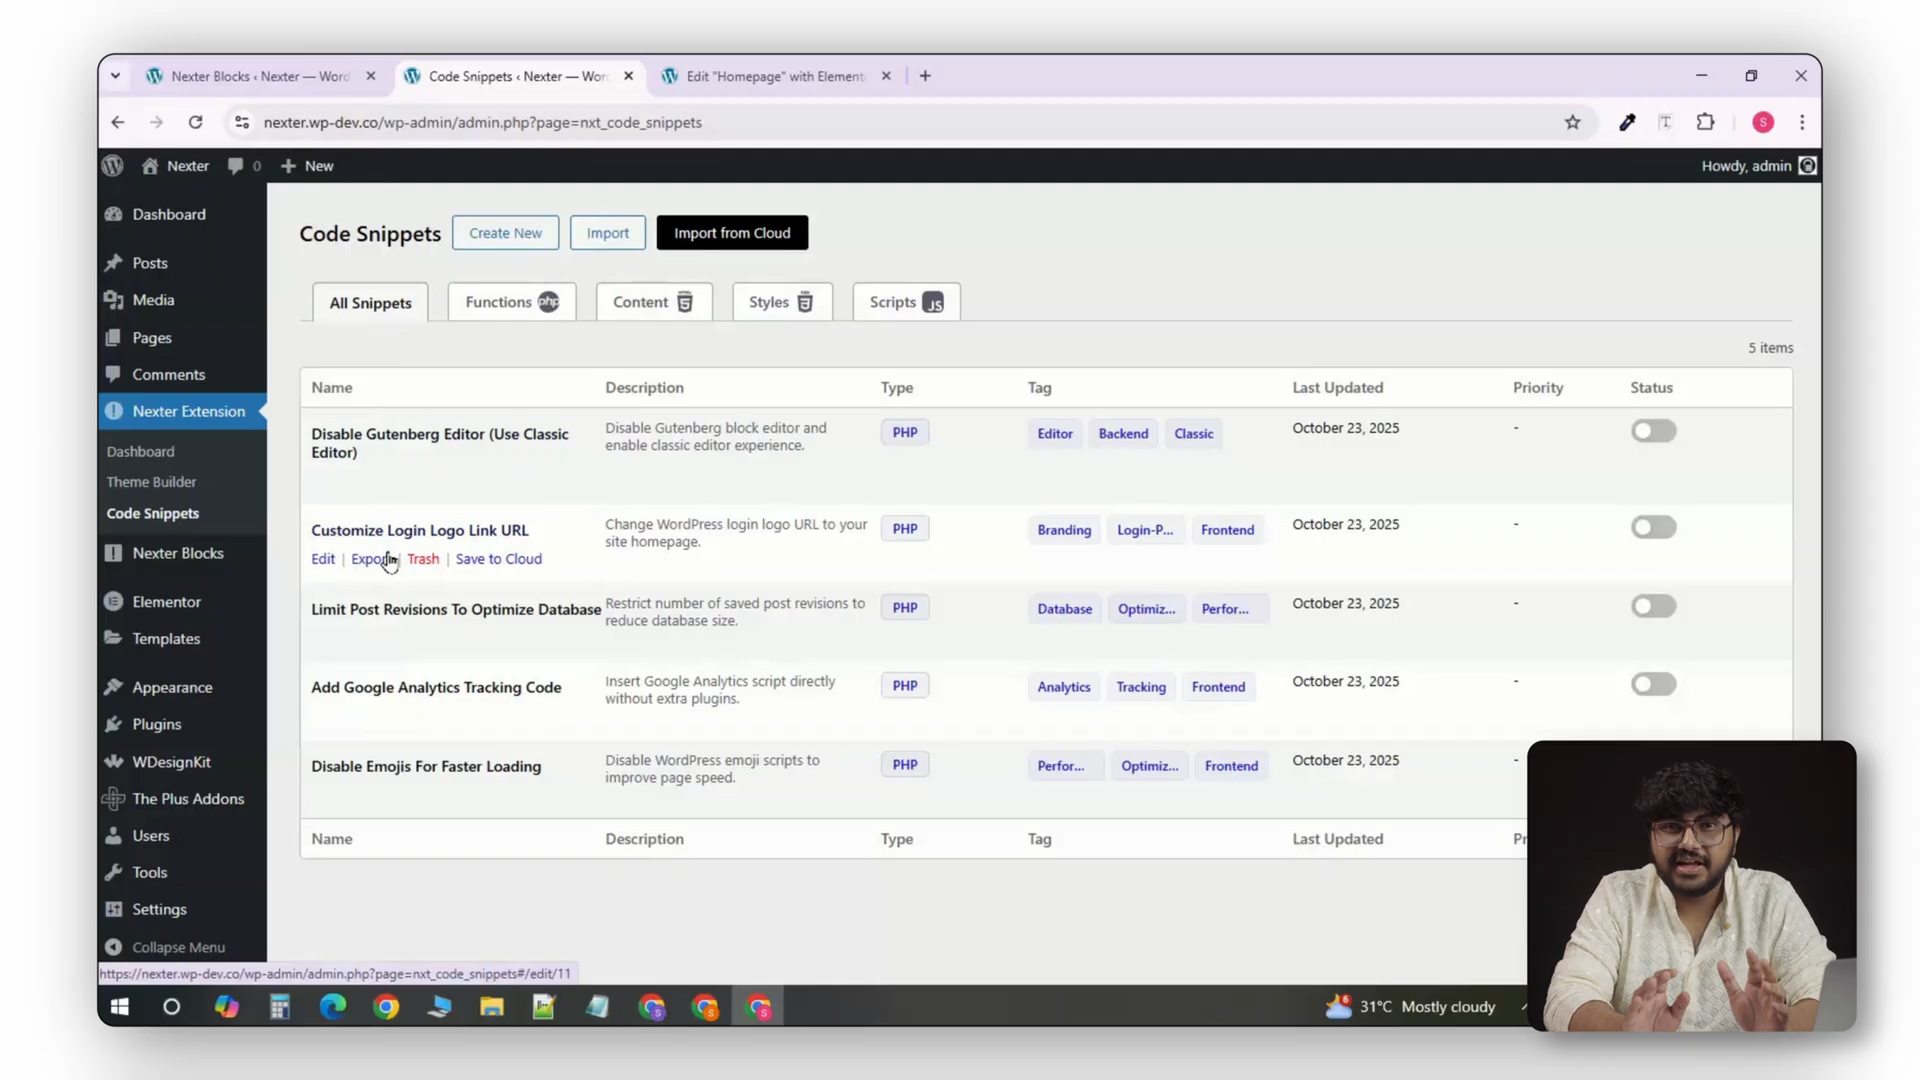 Nexter Blocks ‹ Nexter — Word
Code Snippets ‹ Nexter — Wor
Edit "Homepage" with Element
nexter.wp-dev.co/wp-admin/admin.php?page=nxt_code_snippets
S
Nexter
0
New
Howdy, admin
Dashboard
Posts
Media
Pages
Comments
Nexter Extension
Dashboard
Theme Builder
Code Snippets
Nexter Blocks
Elementor
Templates
Appearance
Plugins
WDesignKit
The Plus Addons
Users
Tools
Settings
Collapse Menu
Code Snippets
Create New
Import
Import from Cloud
All Snippets
Functions php
Content
Styles
Scripts JS
5 items
Name Description Type Tag Last Updated Priority Status
Disable Gutenberg Editor (Use Classic
Editor)
Disable Gutenberg block editor and
enable classic editor experience.
PHP
Editor Backend Classic
October 23, 2025
-
Customize Login Logo Link URL
Edit | Export | Trash | Save to Cloud
Change WordPress login logo URL to your
site homepage.
PHP
Branding Login-P... Frontend
October 23, 2025
-
Limit Post Revisions To Optimize Database
Restrict number of saved post revisions to
reduce database size.
PHP
Database Optimiz... Perfor...
October 23, 2025
-
Add Google Analytics Tracking Code
Insert Google Analytics script directly
without extra plugins.
PHP
Analytics Tracking Frontend
October 23, 2025
-
Disable Emojis For Faster Loading
Disable WordPress emoji scripts to
improve page speed.
PHP
Perfor... Optimiz... Frontend
October 23, 2025
-
Name Description Type Tag Last Updated Pr
https://nexter.wp-dev.co/wp-admin/admin.php?page=nxt_code_snippets#/edit/11
6
31°C Mostly cloudy